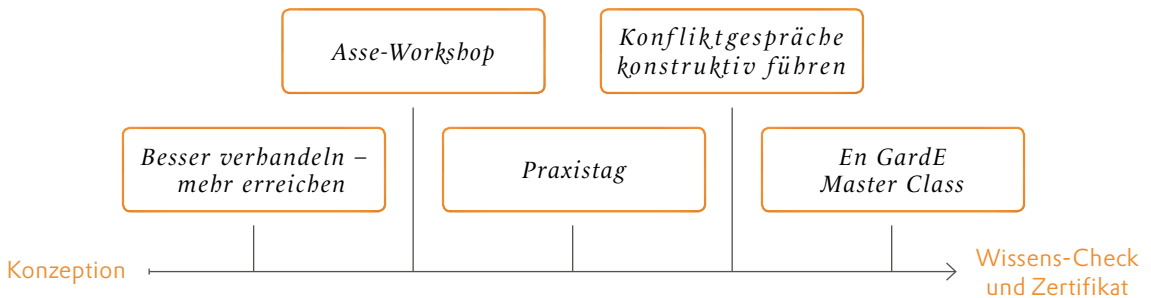 Asse-Workshop
Konfliktgespräche
konstruktiv führen
Besser verhandeln –
mehr erreichen
Praxistag
En GardE
Master Class
Konzeption
Wissens-Check
und Zertifikat